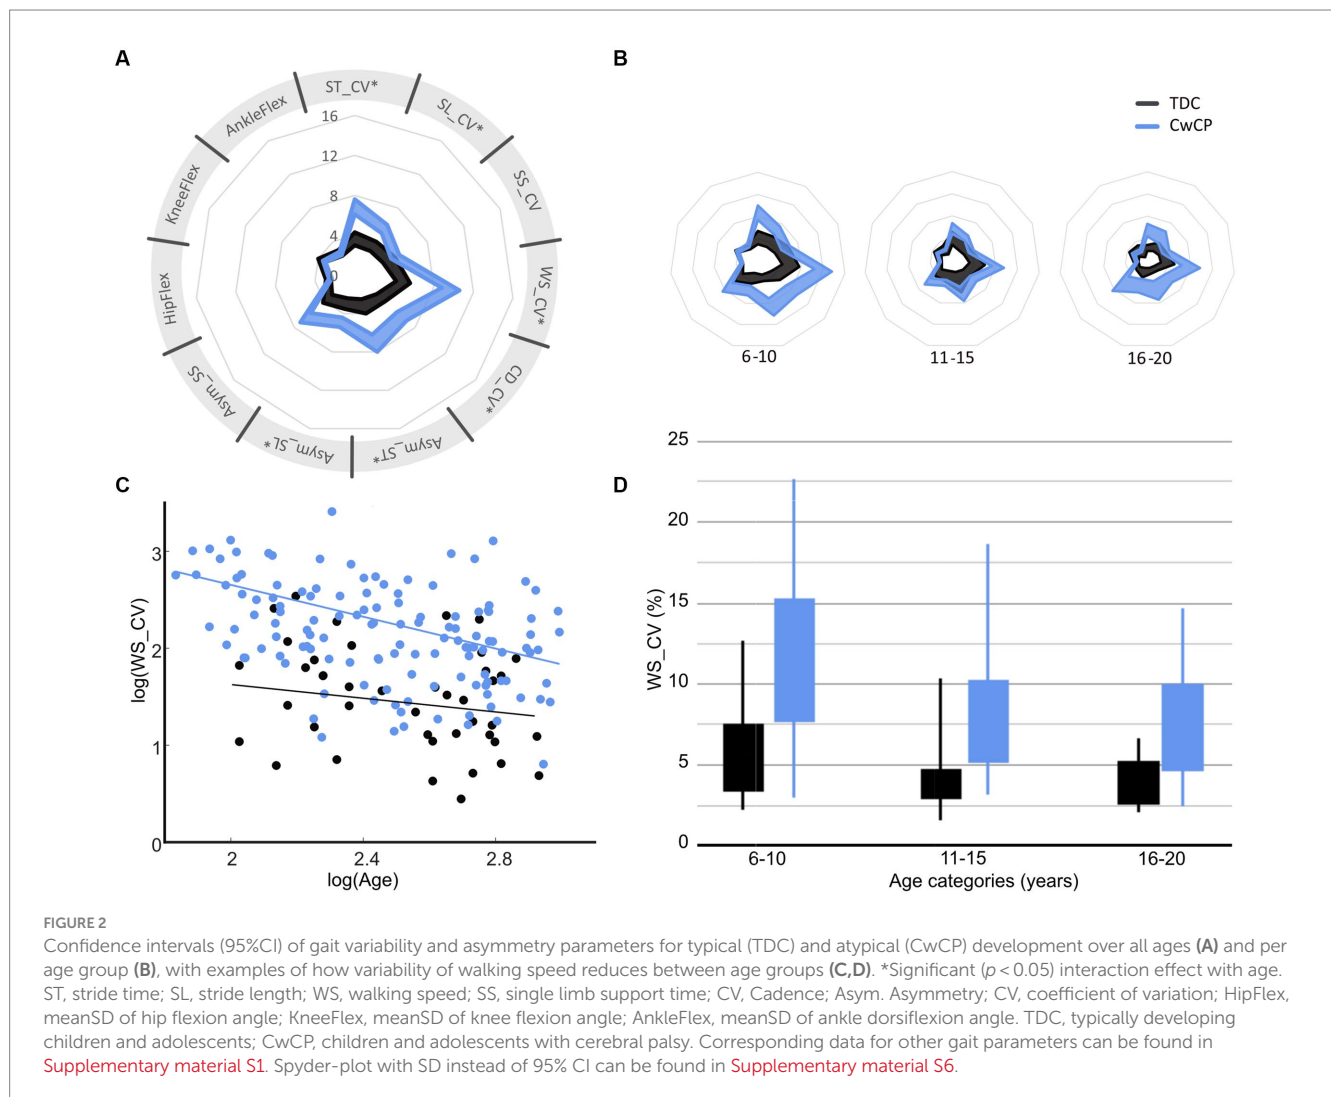 A
ST_CV*
SL_CV*
SS_CV
WS_CV*
CD_CV*
Asym_ST*
Asym_SL*
Asym_SS
HipFlex
KneeFlex
AnkleFlex
16
12
8
4
0
B
TDC
CwCP
6-10
11-15
16-20
C
log(WS_CV)
3
2
1
0
2
2.4
2.8
log(Age)
D
WS_CV (%)
25
20
15
10
5
0
6-10
11-15
16-20
Age categories (years)
FIGURE 2
Confidence intervals (95%CI) of gait variability and asymmetry parameters for typical (TDC) and atypical (CwCP) development over all ages (A) and per
age group (B), with examples of how variability of walking speed reduces between age groups (C,D). *Significant (p < 0.05) interaction effect with age.
ST, stride time; SL, stride length; WS, walking speed; SS, single limb support time; CV, Cadence; Asym. Asymmetry; CV, coefficient of variation; HipFlex,
meanSD of hip flexion angle; KneeFlex, meanSD of knee flexion angle; AnkleFlex, meanSD of ankle dorsiflexion angle. TDC, typically developing
children and adolescents; CwCP, children and adolescents with cerebral palsy. Corresponding data for other gait parameters can be found in
Supplementary material S1. Spyder-plot with SD instead of 95% CI can be found in Supplementary material S6.